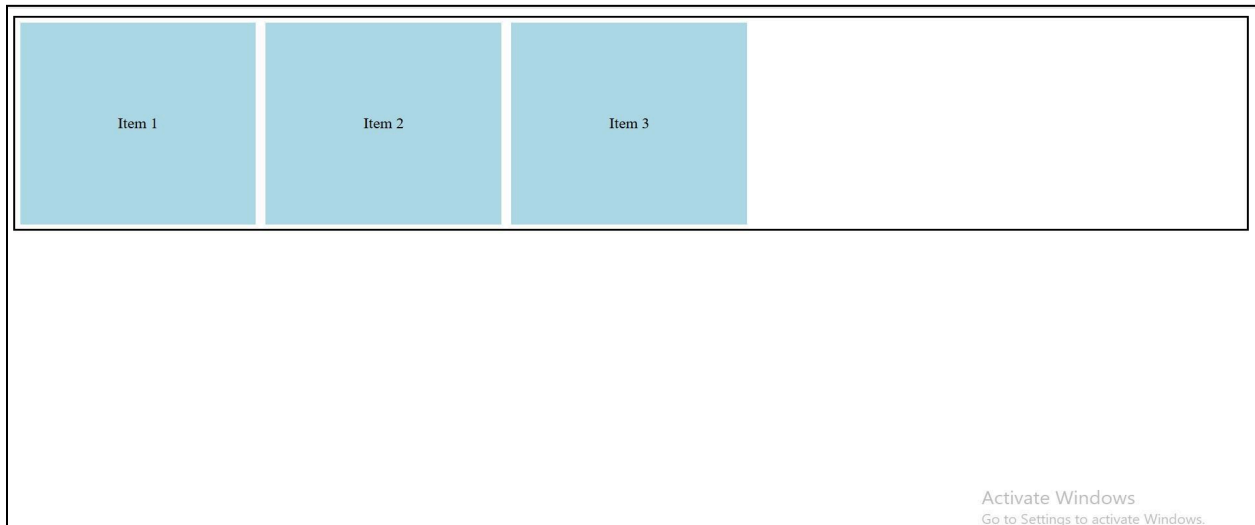 Item 1 Item 2 Item 3
Activate Windows
Go to Settings to activate Windows.